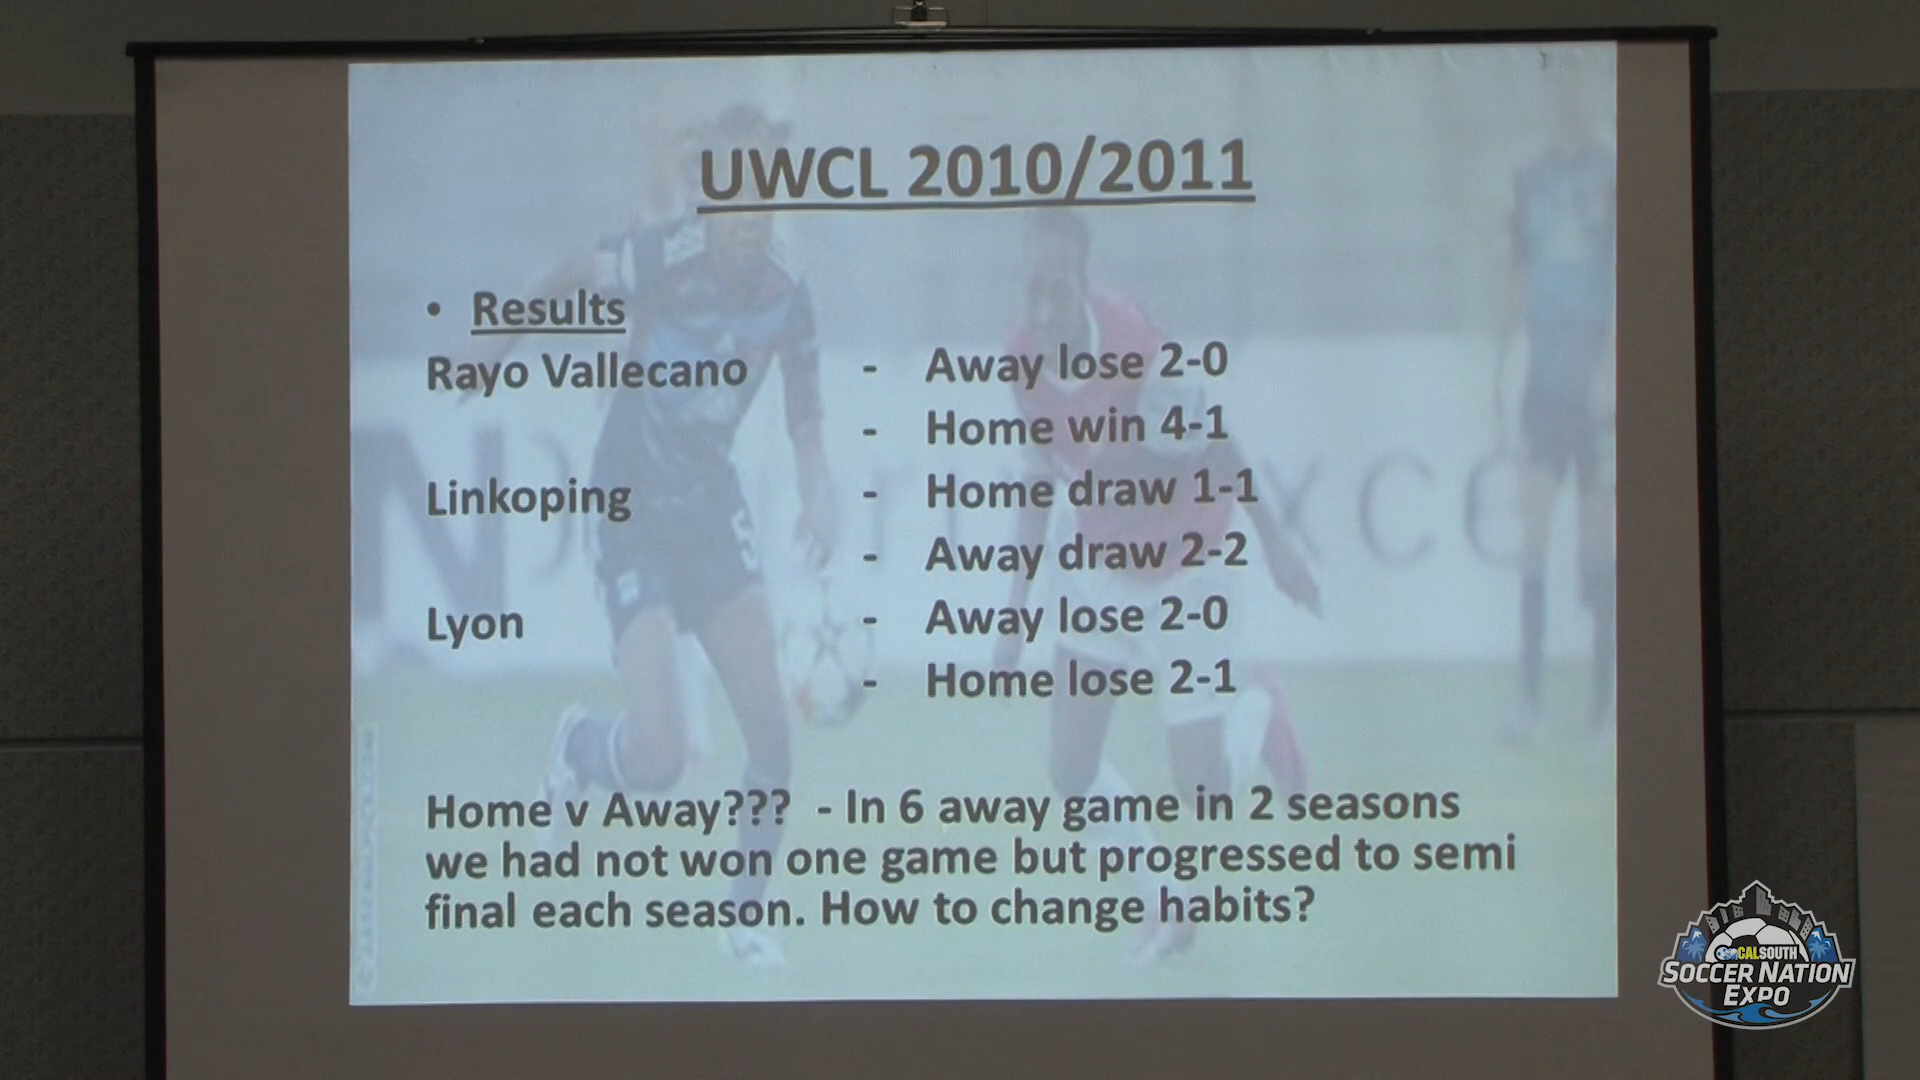 UWCL 2010/2011
• Results
Rayo Vallecano - Away lose 2-0
- Home win 4-1
Linkoping - Home draw 1-1
- Away draw 2-2
Lyon - Away lose 2-0
- Home lose 2-1
Home v Away??? - In 6 away game in 2 seasons
we had not won one game but progressed to semi
final each season. How to change habits?
CALSOUTH
SOCCER NATION
EXPO